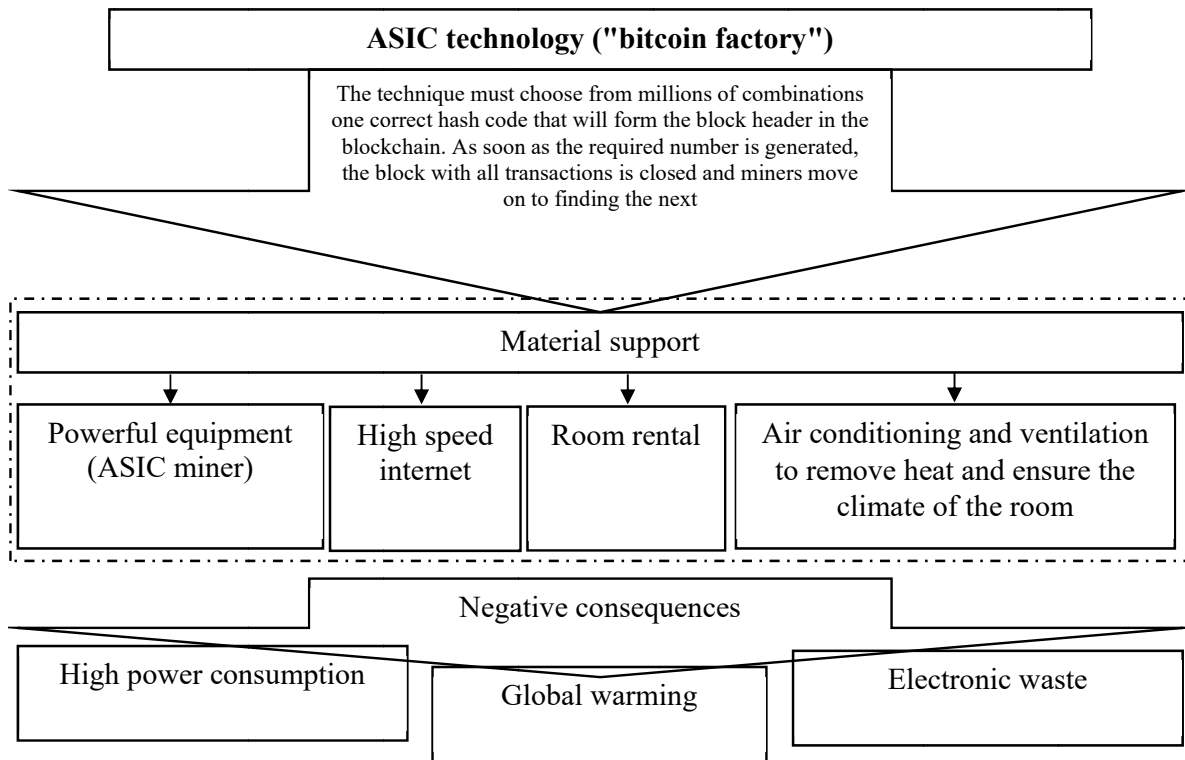 ASIC technology ("bitcoin factory")
The technique must choose from millions of combinations
one correct hash code that will form the block header in the
blockchain. As soon as the required number is generated,
the block with all transactions is closed and miners move
on to finding the next
Material support
Powerful equipment
(ASIC miner)
High speed
internet
Room rental
Air conditioning and ventilation
to remove heat and ensure the
climate of the room
Negative consequences
High power consumption
Global warming
Electronic waste